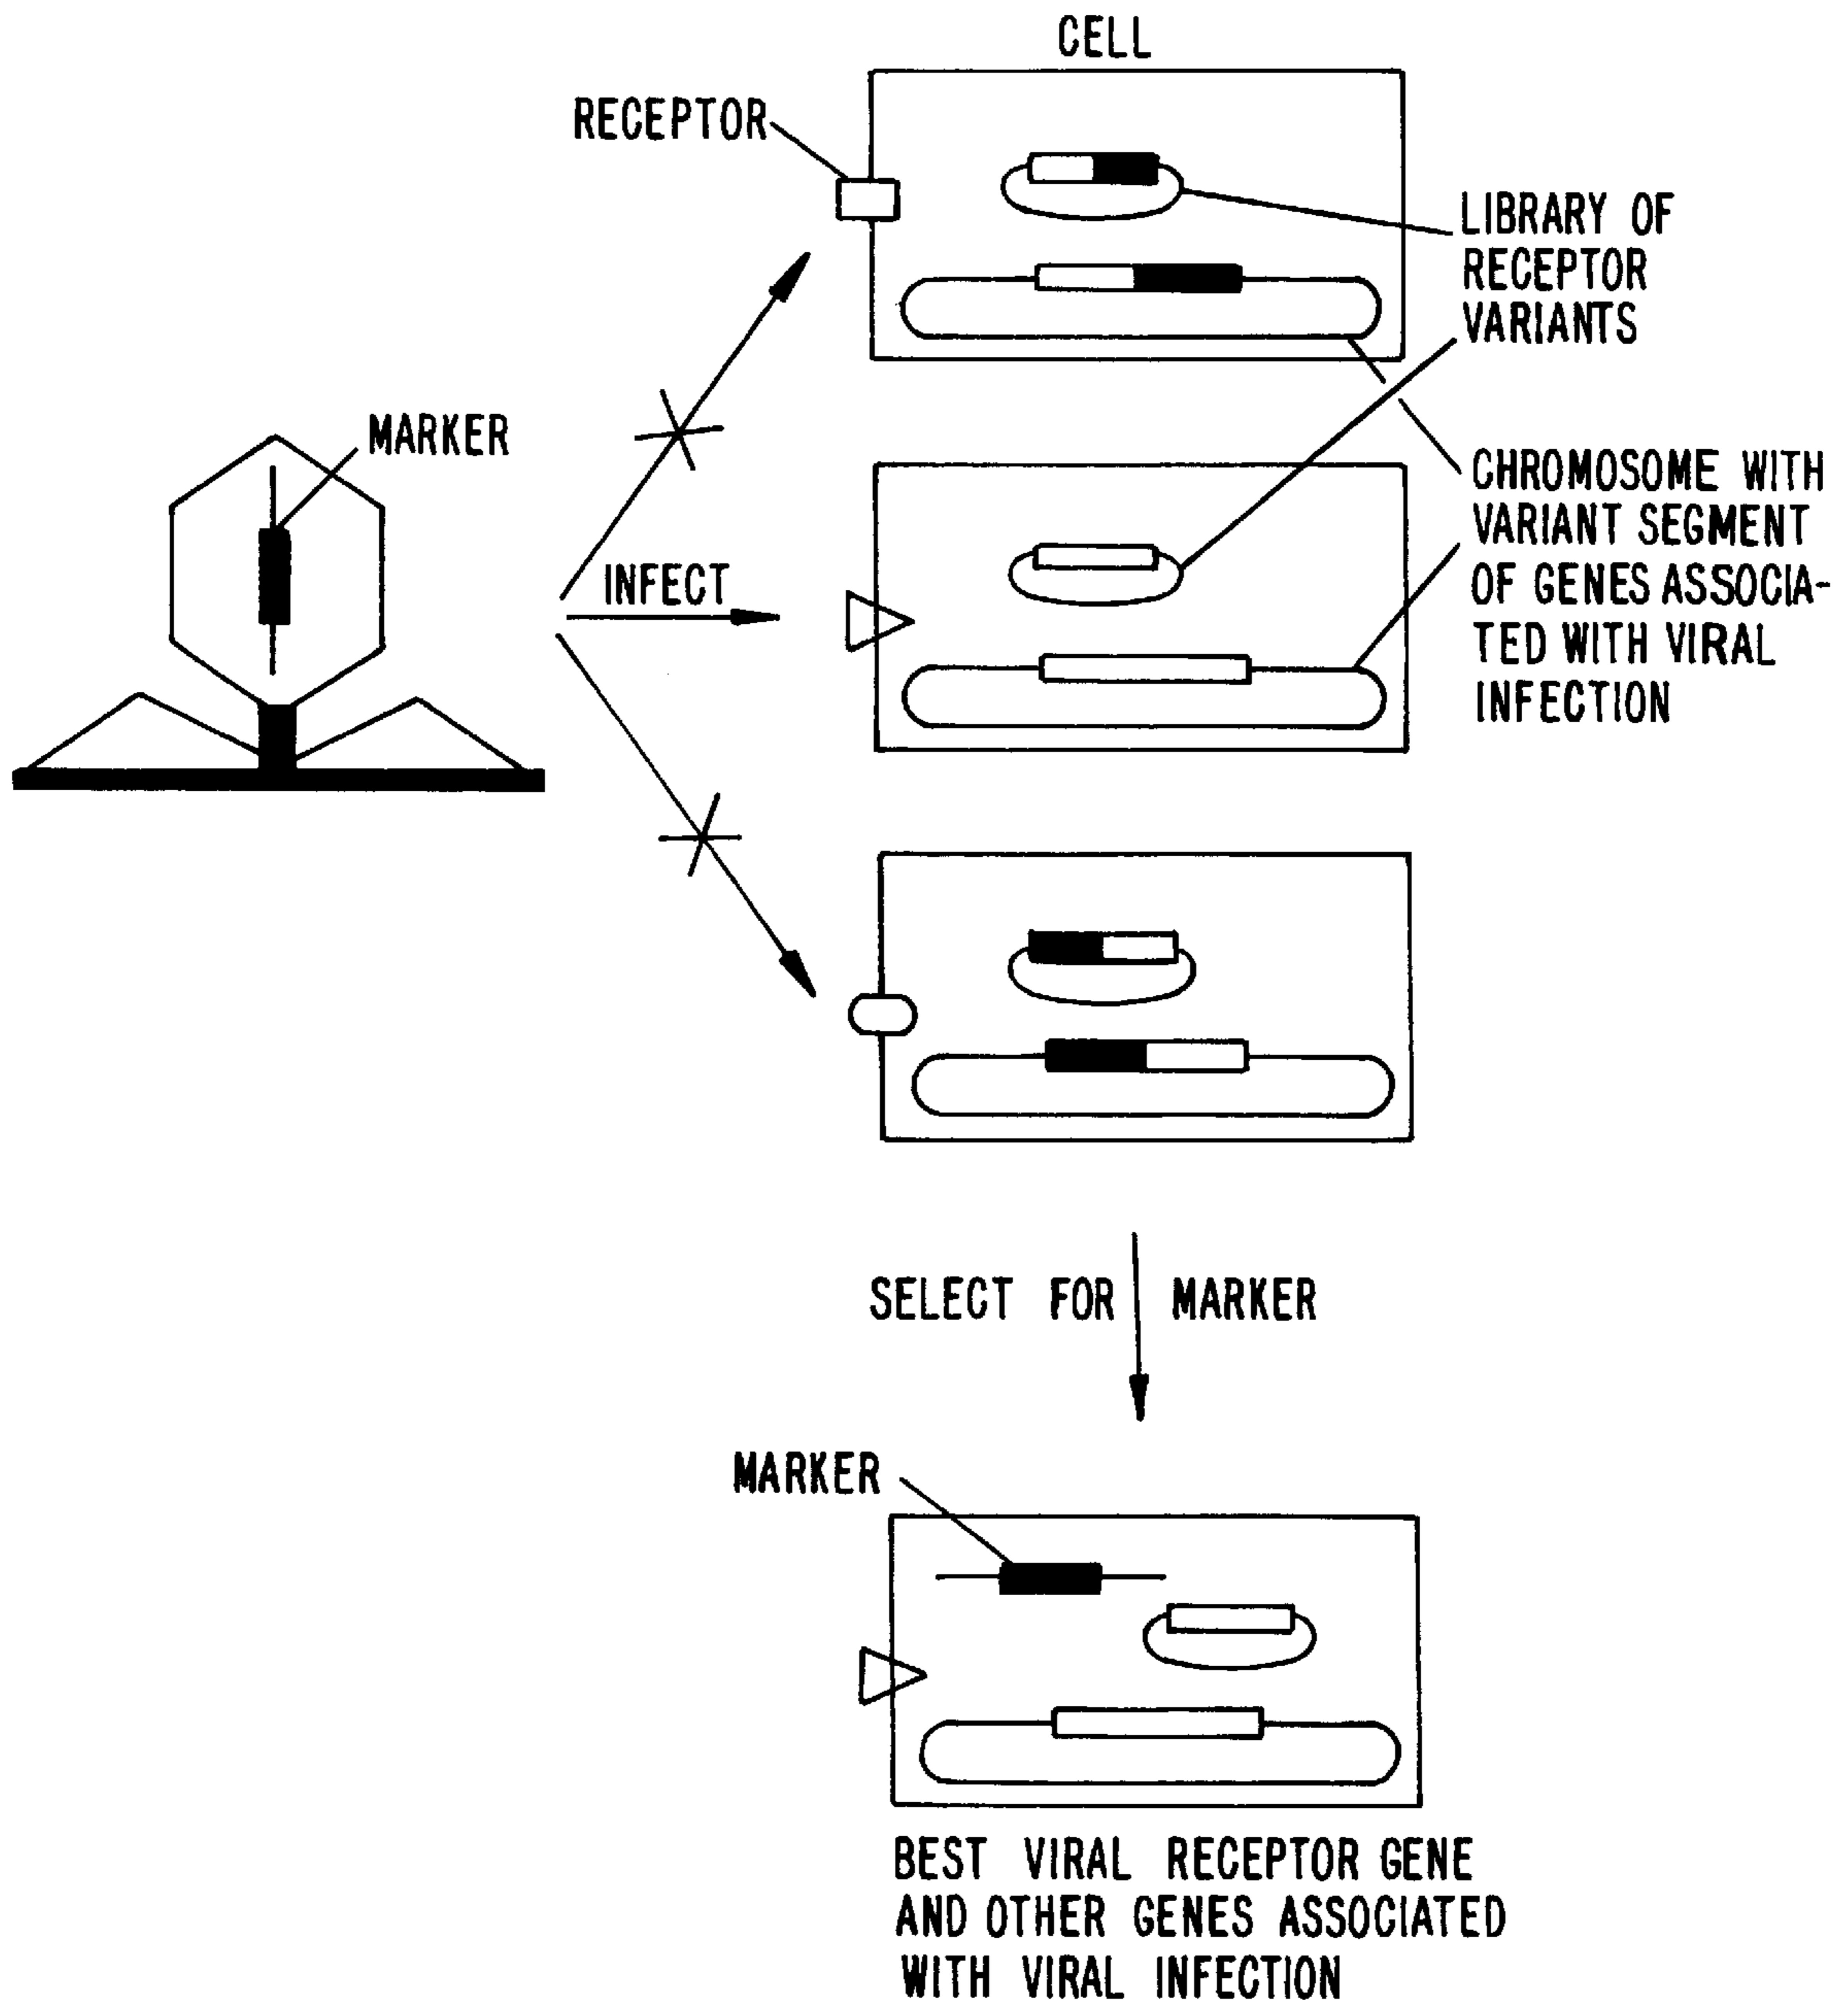 CELL
RECEPTOR
LIBRARY OF
RECEPTOR
VARIANTS
MARKER
CHROMOSOME WITH
VARIANT SEGMENT
OF GENES ASSOCIA-
TED WITH VIRAL
INFECTION
INFECT
SELECT FOR MARKER
MARKER
BEST VIRAL RECEPTOR GENE
AND OTHER GENES ASSOCIATED
WITH VIRAL INFECTION